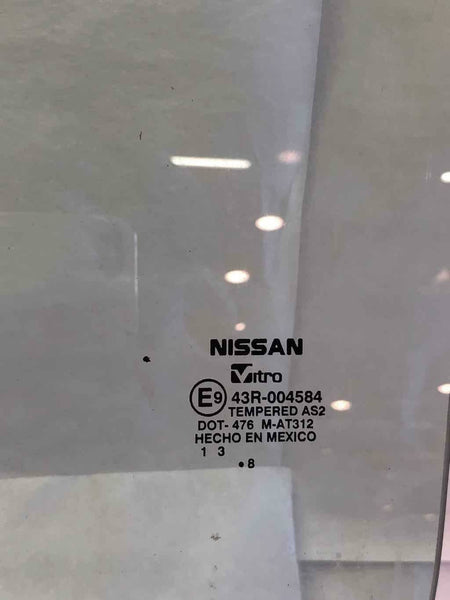 NISSAN
Vitro
E9 43R-004584
TEMPERED AS2
DOT- 476 M-AT312
HECHO EN MEXICO
1 3
• 8